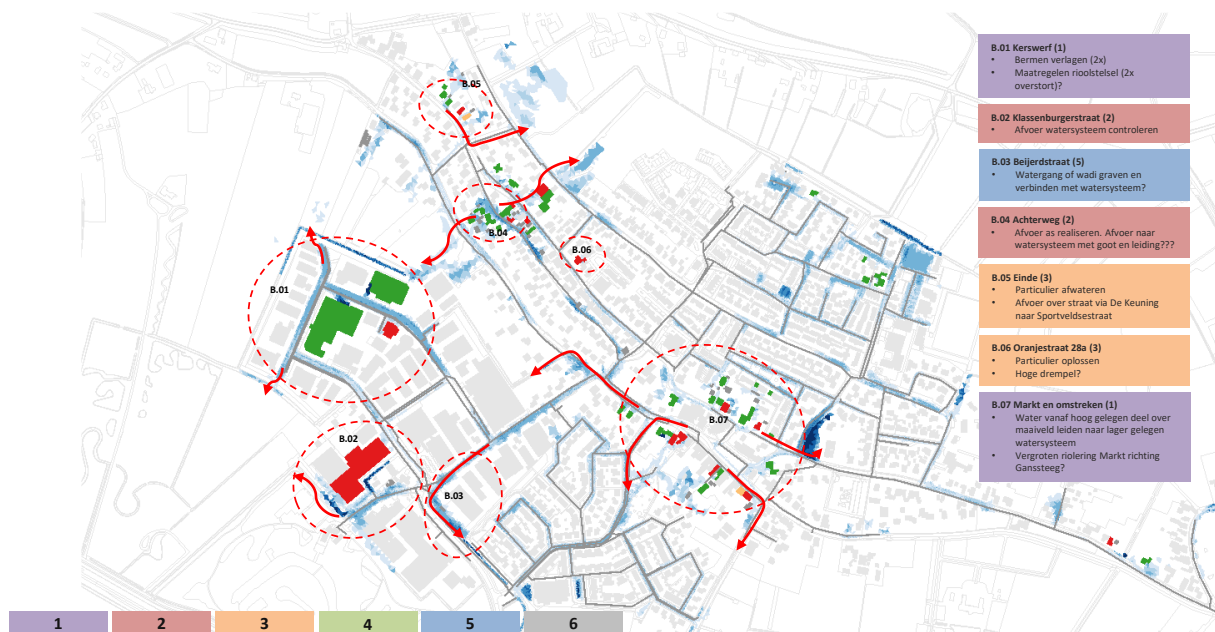 B.05
B.04
B.06
B.01
B.07
B.02
B.03
B.01 Kerswerf (1)
• Bermen verlagen (2x)
• Maatregelen rioolstelsel (2x
overstort)?
B.02 Klassenburgerstraat (2)
• Afvoer watersysteem controleren
B.03 Beijerdstraat (5)
• Watergang of wadi graven en
verbinden met watersysteem?
B.04 Achterweg (2)
• Afvoer as realiseren. Afvoer naar
watersysteem met goot en leiding???
B.05 Einde (3)
• Particulier afwateren
• Afvoer over straat via De Keuning
naar Sportveldsestraat
B.06 Oranjestraat 28a (3)
• Particulier oplossen
• Hoge drempel?
B.07 Markt en omstreken (1)
• Water vanaf hoog gelegen deel over
maaiveld leiden naar lager gelegen
watersysteem
• Vergroten riolering Markt richting
Ganssteeg?
1 2 3 4 5 6